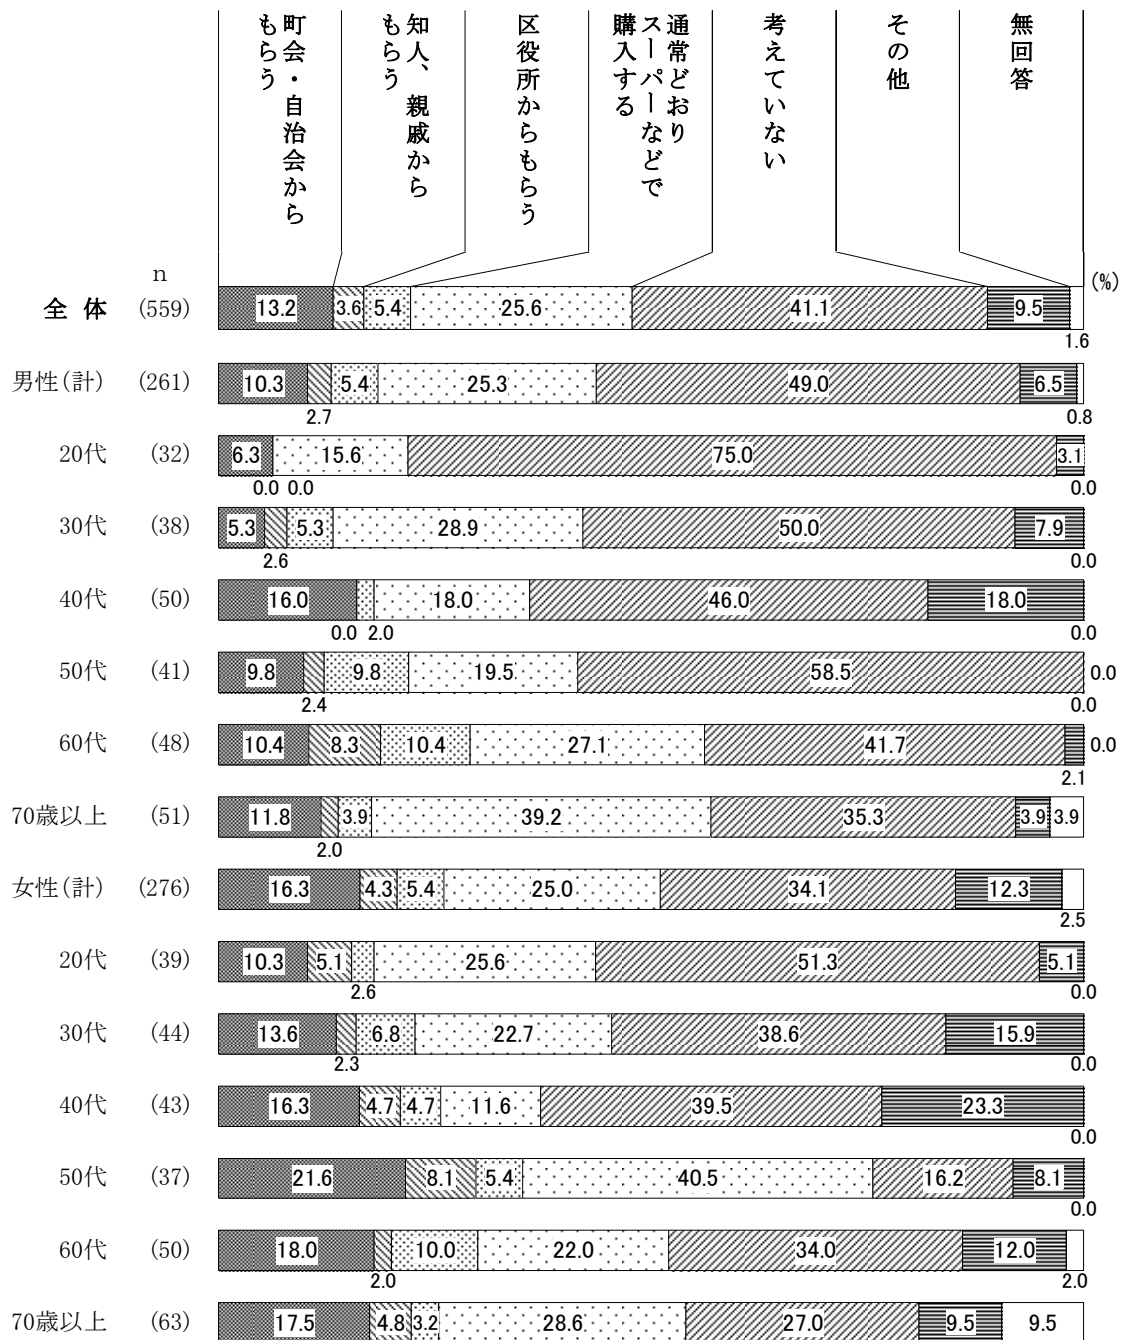 町会・自治会から
もらう
知人、親戚から
もらう
区役所からもらう
通常どおり
スーパーなどで
購入する
考えていない
その他
無回答
n
(%)
全 体 (559) 13.2 3.6 5.4 25.6 41.1 9.5
1.6
男性(計) (261) 10.3 5.4 25.3 49.0 6.5
2.7 0.8
20代 (32) 6.3 15.6 75.0 3.1
0.0 0.0 0.0
30代 (38) 5.3 5.3 28.9 50.0 7.9
2.6 0.0
40代 (50) 16.0 18.0 46.0 18.0
0.0 2.0 0.0
50代 (41) 9.8 9.8 19.5 58.5 0.0
2.4 0.0
60代 (48) 10.4 8.3 10.4 27.1 41.7 0.0
2.1
70歳以上 (51) 11.8 3.9 39.2 35.3 3.9 3.9
2.0
女性(計) (276) 16.3 4.3 5.4 25.0 34.1 12.3
2.5
20代 (39) 10.3 5.1 25.6 51.3 5.1
2.6 0.0
30代 (44) 13.6 6.8 22.7 38.6 15.9
2.3 0.0
40代 (43) 16.3 4.7 4.7 11.6 39.5 23.3
0.0
50代 (37) 21.6 8.1 5.4 40.5 16.2 8.1
0.0
60代 (50) 18.0 10.0 22.0 34.0 12.0
2.0 2.0
70歳以上 (63) 17.5 4.8 3.2 28.6 27.0 9.5 9.5